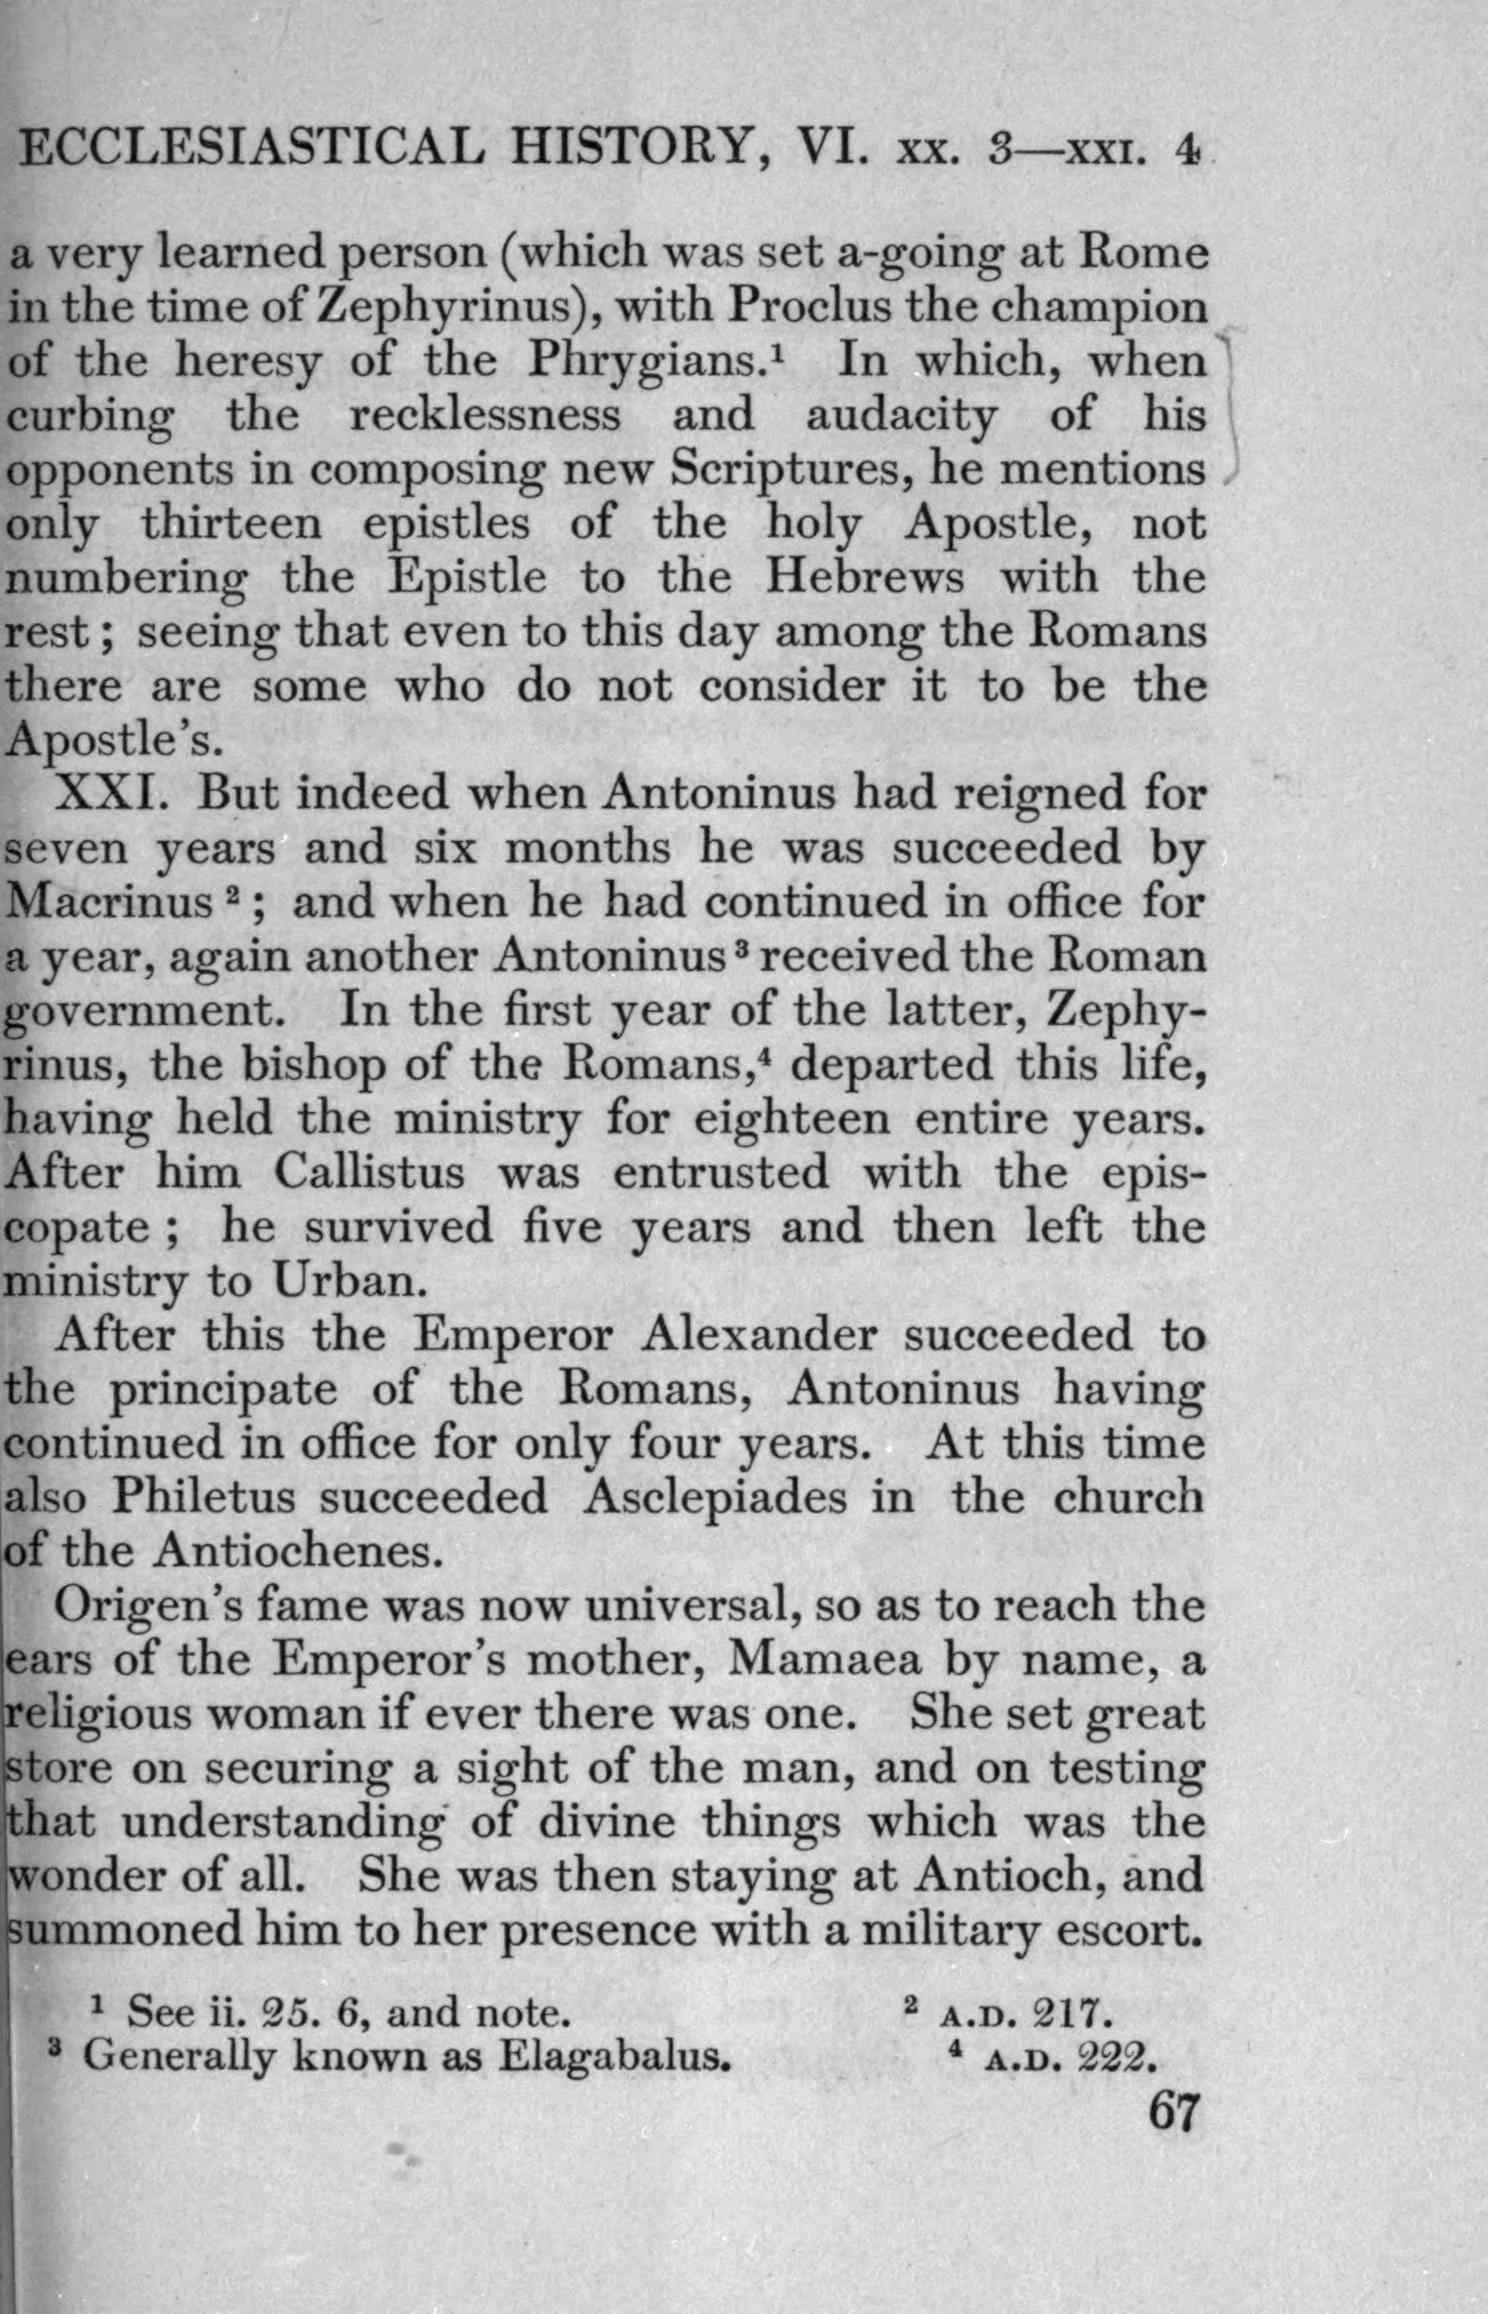 ECCLESIASTICAL HISTORY, VI. xx. 3—xxi. 4
a very learned person (which was set a-going at Rome
in the time of Zephyrinus), with Proclus the champion
of the heresy of the Phrygians.¹ In which, when
curbing the recklessness and audacity of his
opponents in composing new Scriptures, he mentions
only thirteen epistles of the holy Apostle, not
numbering the Epistle to the Hebrews with the
rest; seeing that even to this day among the Romans
there are some who do not consider it to be the
Apostle's.
XXI. But indeed when Antoninus had reigned for
seven years and six months he was succeeded by
Macrinus ²; and when he had continued in office for
a year, again another Antoninus ³ received the Roman
government. In the first year of the latter, Zephy-
rinus, the bishop of the Romans,⁴ departed this life,
having held the ministry for eighteen entire years.
After him Callistus was entrusted with the epis-
copate; he survived five years and then left the
ministry to Urban.
After this the Emperor Alexander succeeded to
the principate of the Romans, Antoninus having
continued in office for only four years. At this time
also Philetus succeeded Asclepiades in the church
of the Antiochenes.
Origen's fame was now universal, so as to reach the
ears of the Emperor's mother, Mamaea by name, a
religious woman if ever there was one. She set great
store on securing a sight of the man, and on testing
that understanding of divine things which was the
wonder of all. She was then staying at Antioch, and
summoned him to her presence with a military escort.
¹ See ii. 25. 6, and note. ² A.D. 217.
³ Generally known as Elagabalus. ⁴ A.D. 222.
67